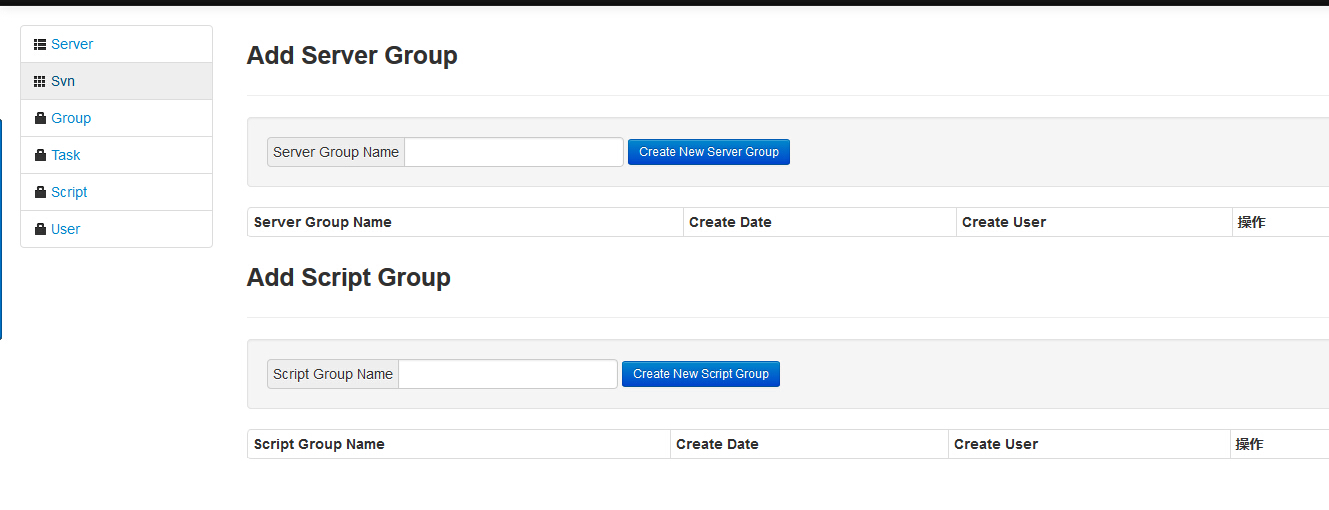 Server
Svn
Group
Task
Script
User
Add Server Group
Server Group Name Create New Server Group
Server Group Name Create Date Create User 操作
Add Script Group
Script Group Name Create New Script Group
Script Group Name Create Date Create User 操作